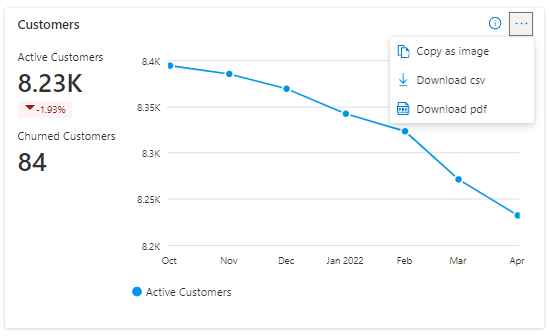 Customers
Copy as image
Download csv
Download pdf
Active Customers
8.23K
-1.93%
Churned Customers
84
8.4K
8.35K
8.3K
8.25K
8.2K
Oct Nov Dec Jan 2022 Feb Mar Apr
Active Customers